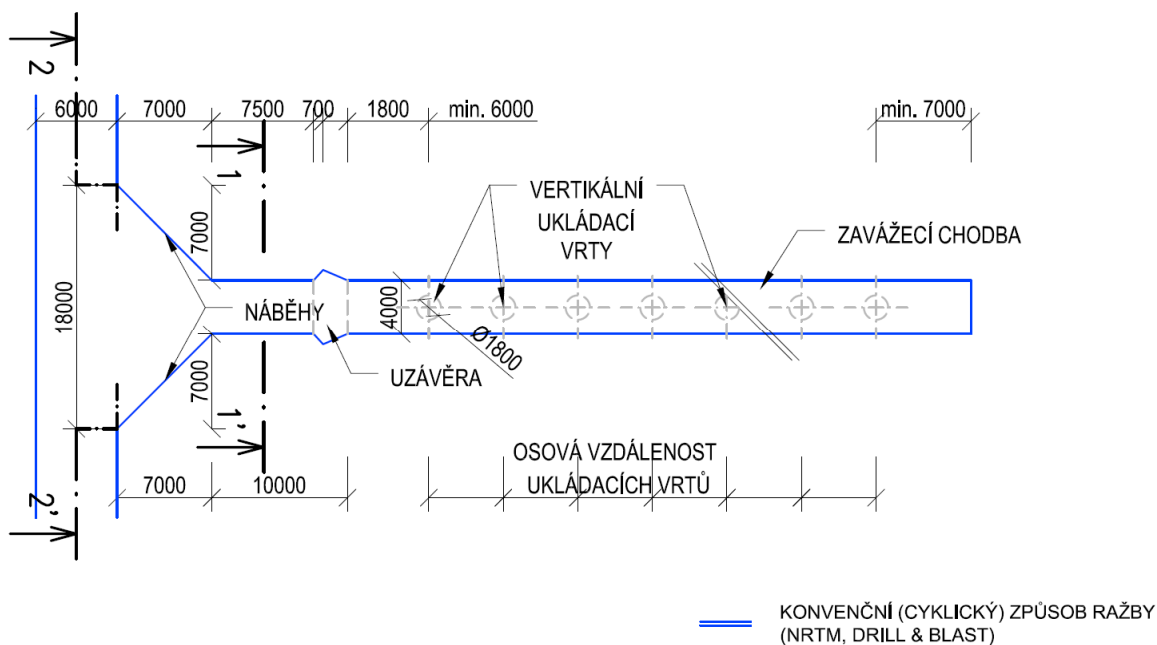 2
6000
7000
7500
700
1800
min. 6000
min. 7000
1
7000
VERTIKÁLNÍ
UKLÁDACÍ
VRTY
ZAVÁŽECÍ CHODBA
18000
NÁBĚHY
4000
Ø1800
UZÁVĚRA
7000
1'
OSOVÁ VZDÁLENOST
UKLÁDACÍCH VRTŮ
7000
10000
2'
KONVENČNÍ (CYKLICKÝ) ZPŮSOB RAŽBY
(NRTM, DRILL & BLAST)